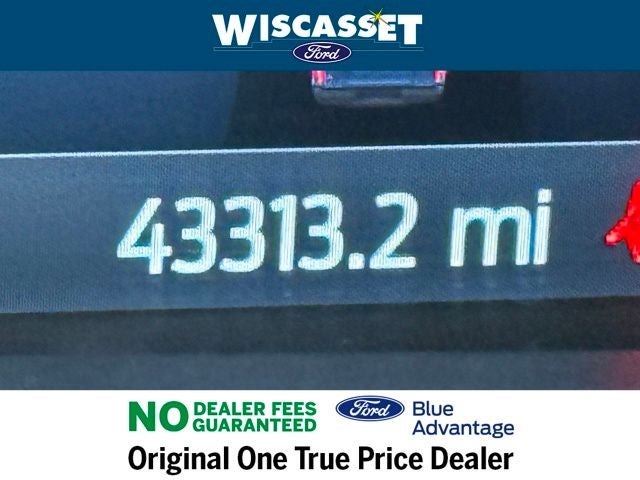 WISCASSET
Ford
43313.2 mi
NO DEALER FEES
GUARANTEED
Ford Blue
Advantage
Original One True Price Dealer